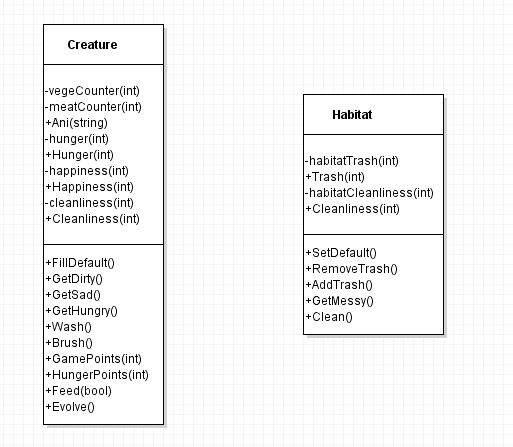 Creature
-vegeCounter(int)
-meatCounter(int)
+Ani(string)
-hunger(int)
+Hunger(int)
-happiness(int)
+Happiness(int)
-cleanliness(int)
+Cleanliness(int)
+FillDefault()
+GetDirty()
+GetSad()
+GetHungry()
+Wash()
+Brush()
+GamePoints(int)
+HungerPoints(int)
+Feed(bool)
+Evolve()
Habitat
-habitatTrash(int)
+Trash(int)
-habitatCleanliness(int)
+Cleanliness(int)
+SetDefault()
+RemoveTrash()
+AddTrash()
+GetMessy()
+Clean()